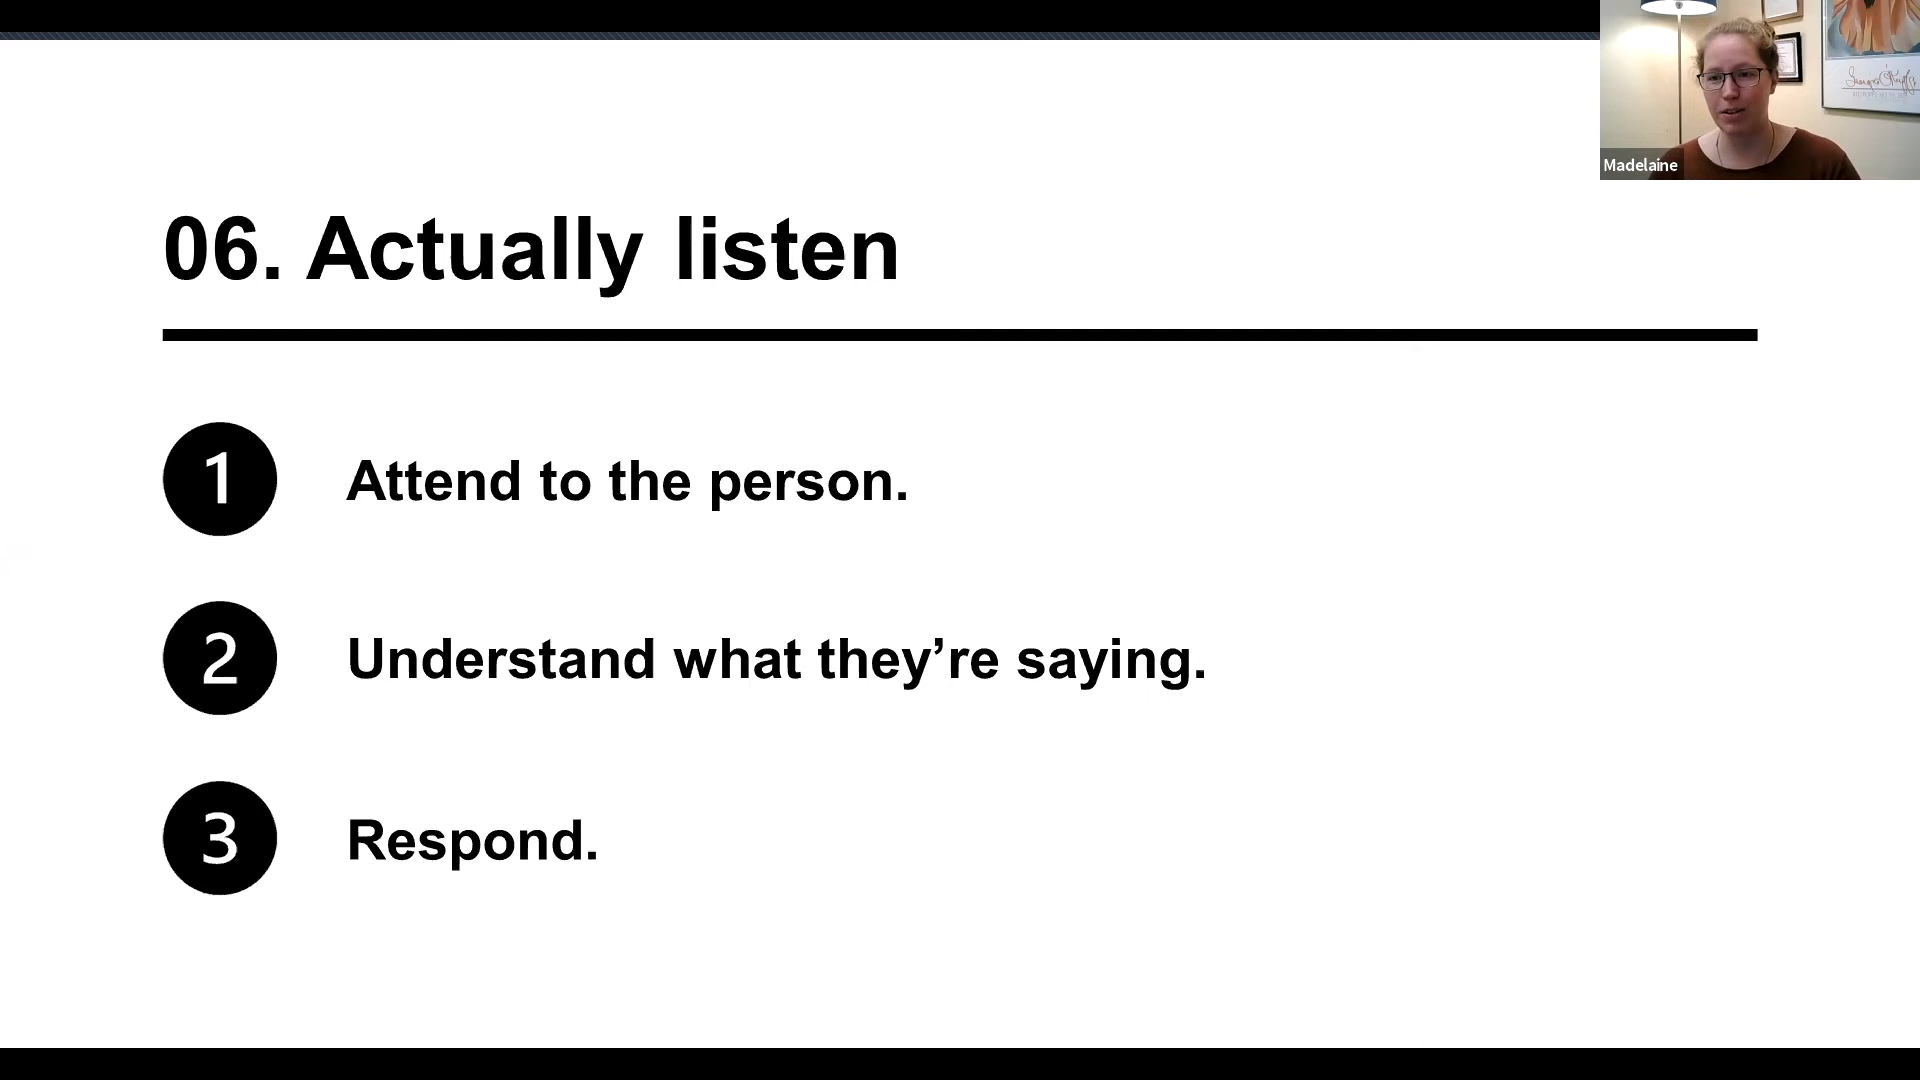 06. Actually listen
1 Attend to the person.
2 Understand what they’re saying.
3 Respond.
Madelaine